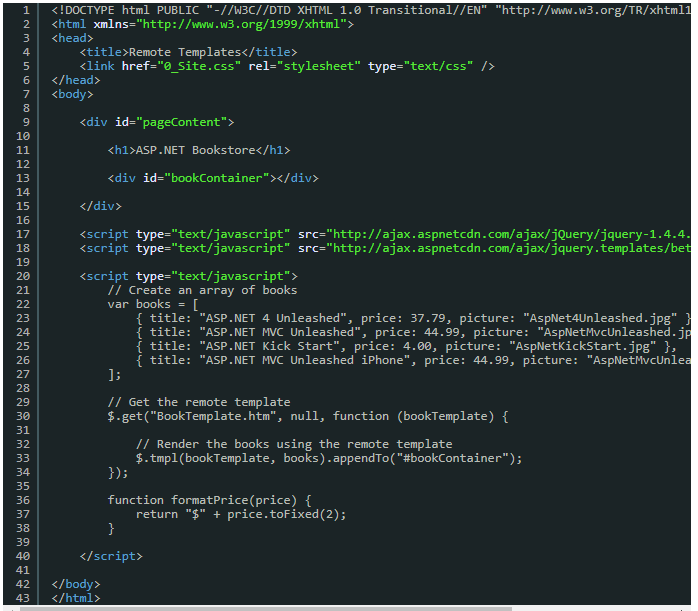 1 <!DOCTYPE html PUBLIC "-//W3C//DTD XHTML 1.0 Transitional//EN" "http://www.w3.org/TR/xhtml1
2 <html xmlns="http://www.w3.org/1999/xhtml">
3 <head>
4     <title>Remote Templates</title>
5     <link href="0_Site.css" rel="stylesheet" type="text/css" />
6 </head>
7 <body>
8
9     <div id="pageContent">
10
11         <h1>ASP.NET Bookstore</h1>
12
13         <div id="bookContainer"></div>
14
15     </div>
16
17     <script type="text/javascript" src="http://ajax.aspnetcdn.com/ajax/jQuery/jquery-1.4.4.
18     <script type="text/javascript" src="http://ajax.aspnetcdn.com/ajax/jquery.templates/bet
19
20     <script type="text/javascript">
21         // Create an array of books
22         var books = [
23             { title: "ASP.NET 4 Unleashed", price: 37.79, picture: "AspNet4Unleashed.jpg" }
24             { title: "ASP.NET MVC Unleashed", price: 44.99, picture: "AspNetMvcUnleashed.jp
25             { title: "ASP.NET Kick Start", price: 4.00, picture: "AspNetKickStart.jpg" },
26             { title: "ASP.NET MVC Unleashed iPhone", price: 44.99, picture: "AspNetMvcUnlea
27         ];
28
29         // Get the remote template
30         $.get("BookTemplate.htm", null, function (bookTemplate) {
31
32             // Render the books using the remote template
33             $.tmpl(bookTemplate, books).appendTo("#bookContainer");
34         });
35
36         function formatPrice(price) {
37             return "$" + price.toFixed(2);
38         }
39
40     </script>
41
42 </body>
43 </html>